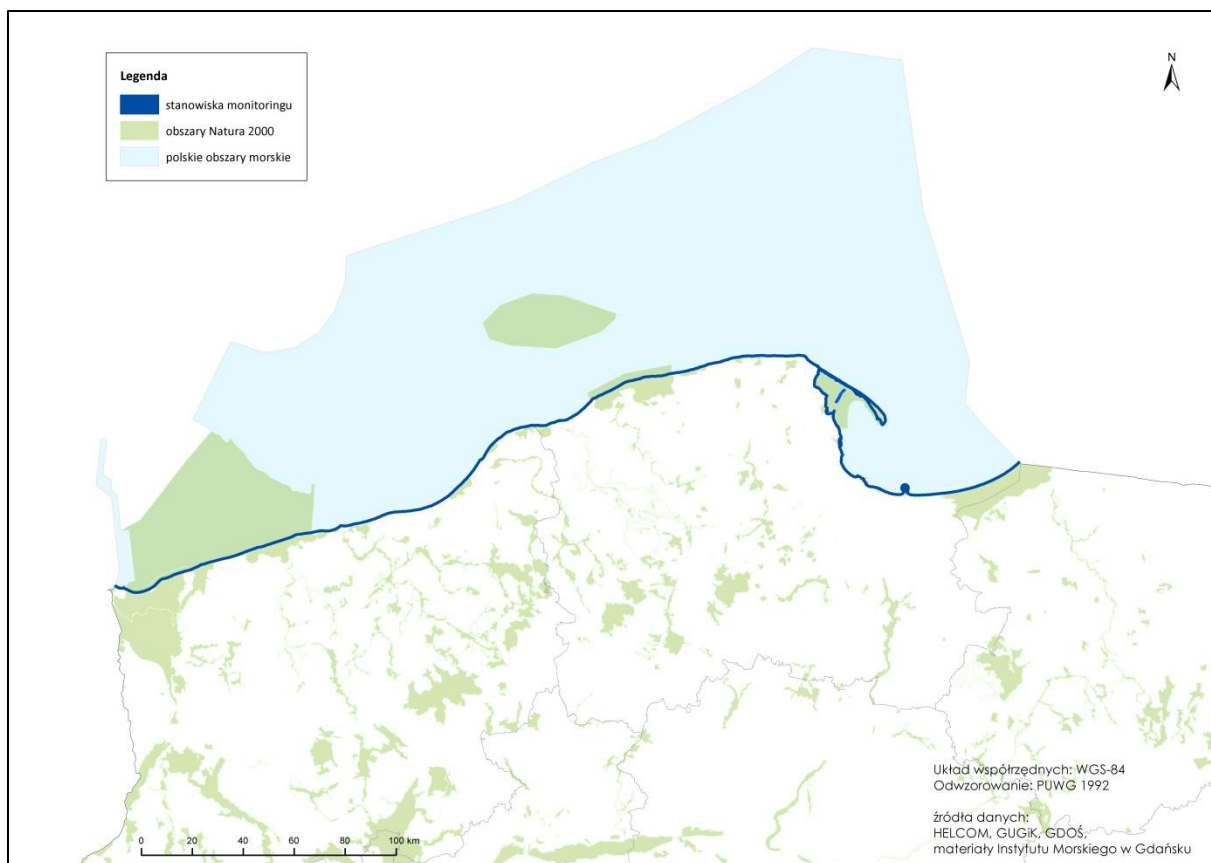 Legenda
stanowiska monitoringu
obszary Natura 2000
polskie obszary morskie
N
Układ współrzędnych: WGS-84
Odwzorowanie: PUWG 1992
źródła danych:
HELCOM, GUGiK, GDOŚ,
materiały Instytutu Morskiego w Gdańsku
0 20 40 60 80 100 km